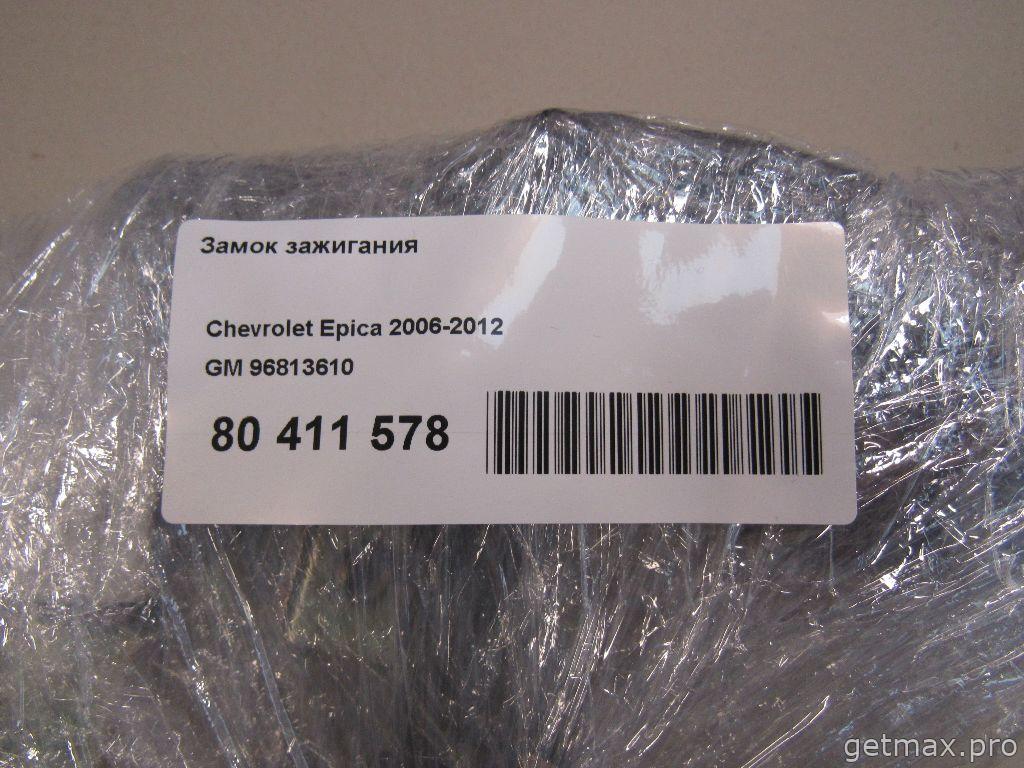 Замок зажигания
Chevrolet Epica 2006-2012
GM 96813610
80 411 578
getmax.pro